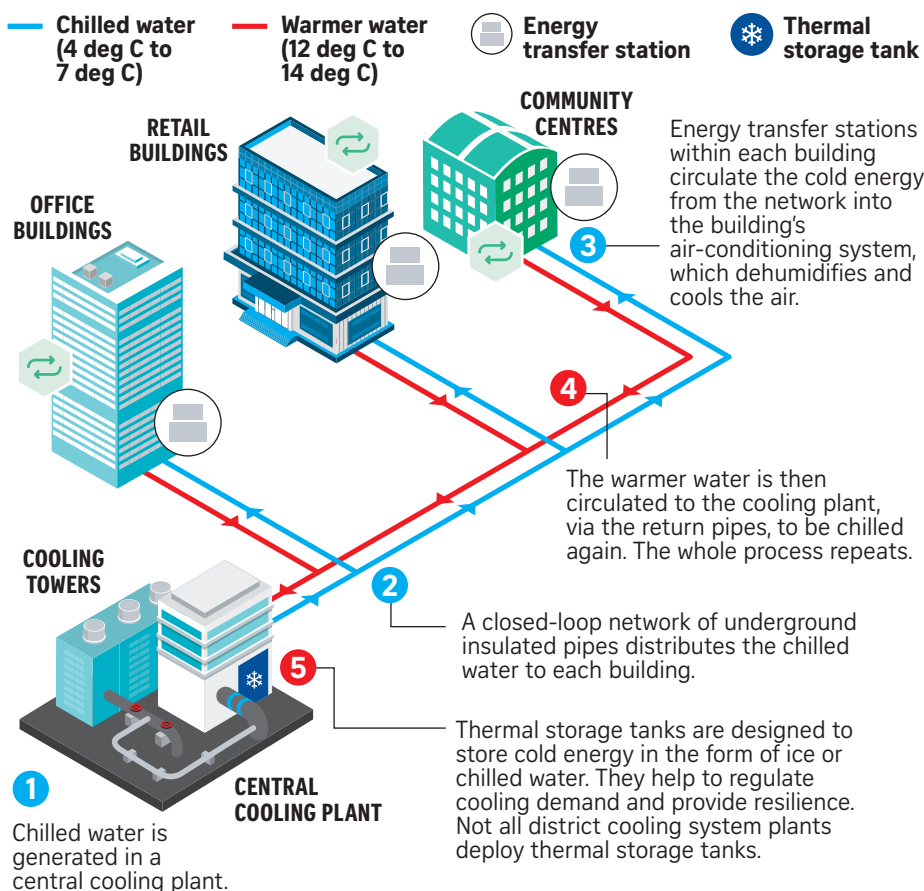 Chilled water
(4 deg C to
7 deg C)
Warmer water
(12 deg C to
14 deg C)
Energy
transfer station
Thermal
storage tank
OFFICE
BUILDINGS
RETAIL
BUILDINGS
COMMUNITY
CENTRES
COOLING
TOWERS
CENTRAL
COOLING PLANT
1
Chilled water is
generated in a
central cooling plant.
2
A closed-loop network of underground
insulated pipes distributes the chilled
water to each building.
3
Energy transfer stations
within each building
circulate the cold energy
from the network into
the building’s
air-conditioning system,
which dehumidifies and
cools the air.
4
The warmer water is then
circulated to the cooling plant,
via the return pipes, to be chilled
again. The whole process repeats.
5
Thermal storage tanks are designed to
store cold energy in the form of ice or
chilled water. They help to regulate
cooling demand and provide resilience.
Not all district cooling system plants
deploy thermal storage tanks.